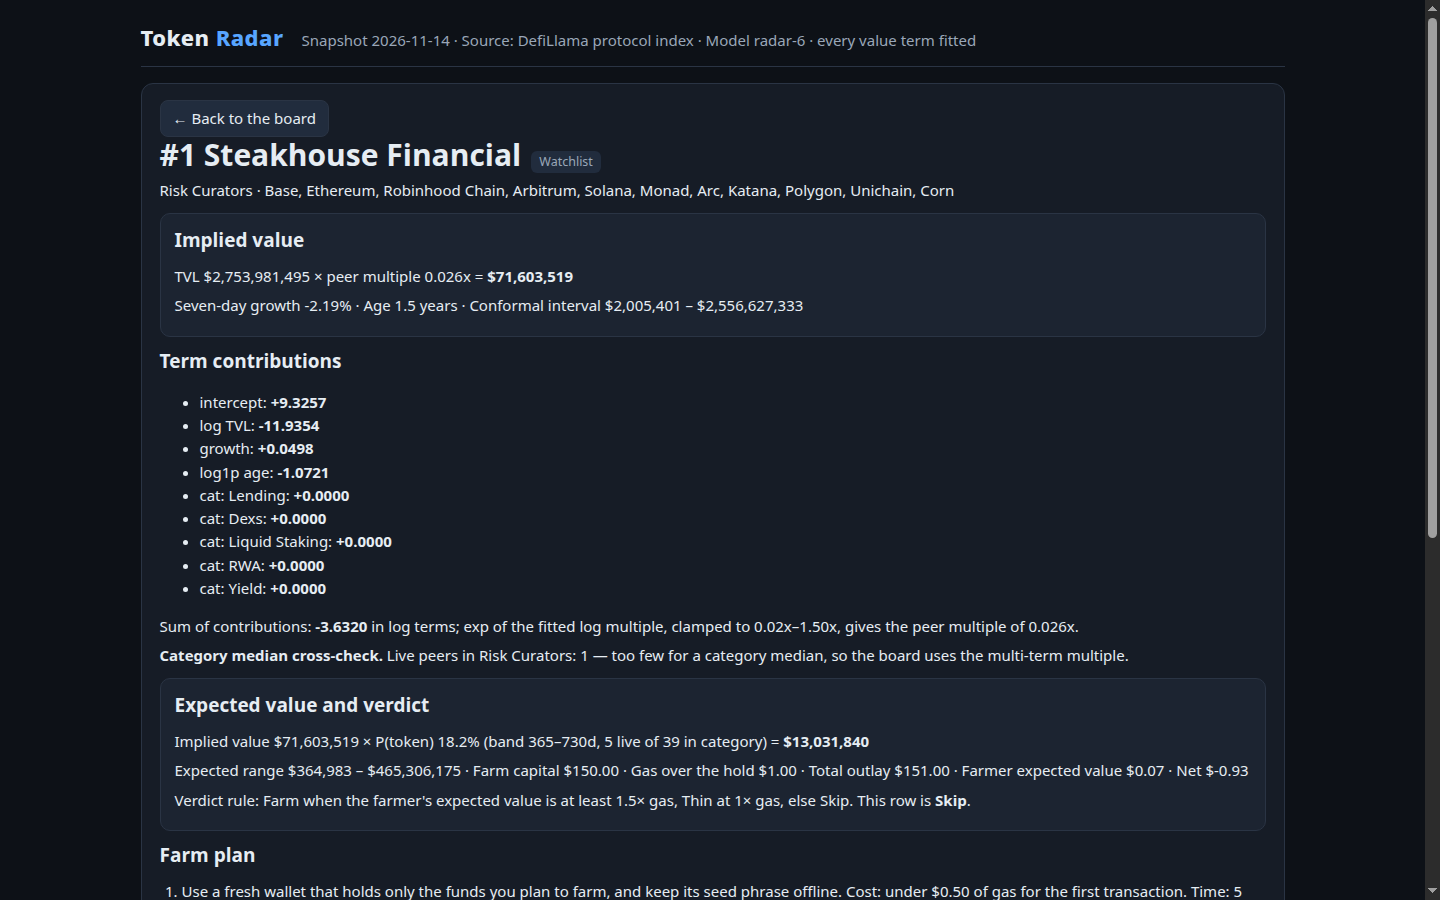 Token Radar Snapshot 2026-11-14 · Source: DefiLlama protocol index · Model radar-6 · every value term fitted
← Back to the board
#1 Steakhouse Financial Watchlist
Risk Curators · Base, Ethereum, Robinhood Chain, Arbitrum, Solana, Monad, Arc, Katana, Polygon, Unichain, Corn
Implied value
TVL $2,753,981,495 × peer multiple 0.026x = $71,603,519
Seven-day growth -2.19% · Age 1.5 years · Conformal interval $2,005,401 – $2,556,627,333
Term contributions
• intercept: +9.3257
• log TVL: -11.9354
• growth: +0.0498
• log1p age: -1.0721
• cat: Lending: +0.0000
• cat: Dexs: +0.0000
• cat: Liquid Staking: +0.0000
• cat: RWA: +0.0000
• cat: Yield: +0.0000
Sum of contributions: -3.6320 in log terms; exp of the fitted log multiple, clamped to 0.02x–1.50x, gives the peer multiple of 0.026x.
Category median cross-check. Live peers in Risk Curators: 1 — too few for a category median, so the board uses the multi-term multiple.
Expected value and verdict
Implied value $71,603,519 × P(token) 18.2% (band 365–730d, 5 live of 39 in category) = $13,031,840
Expected range $364,983 – $465,306,175 · Farm capital $150.00 · Gas over the hold $1.00 · Total outlay $151.00 · Farmer expected value $0.07 · Net $-0.93
Verdict rule: Farm when the farmer's expected value is at least 1.5× gas, Thin at 1× gas, else Skip. This row is Skip.
Farm plan
1. Use a fresh wallet that holds only the funds you plan to farm, and keep its seed phrase offline. Cost: under $0.50 of gas for the first transaction. Time: 5